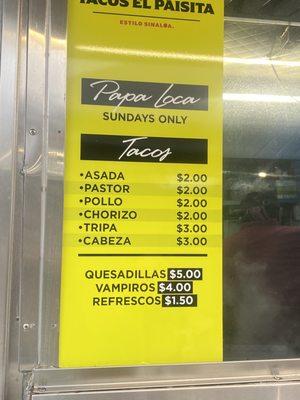 TACOS EL PAISITA
ESTILO SINALOA.
Papa Loca
SUNDAYS ONLY
Tacos
•ASADA $2.00
•PASTOR $2.00
•POLLO $2.00
•CHORIZO $2.00
•TRIPA $3.00
•CABEZA $3.00
QUESADILLAS $5.00
VAMPIROS $4.00
REFRESCOS $1.50